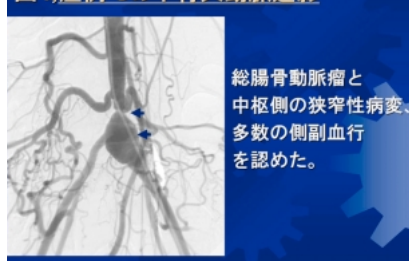 総腸骨動脈瘤と
中枢側の狭窄性病変、
多数の側副血行
を認めた。